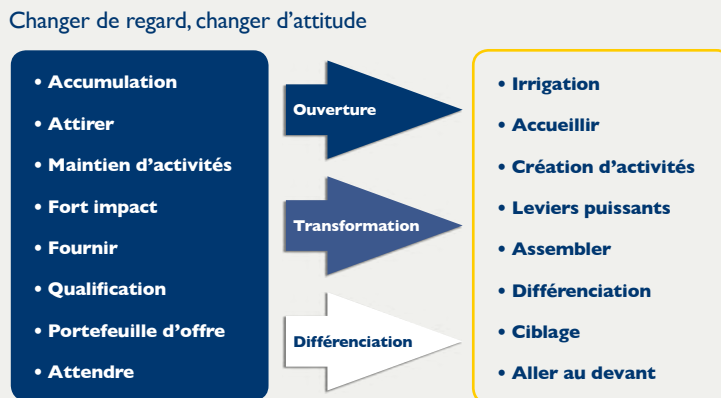 Changer de regard, changer d'attitude
• Accumulation
• Attirer
• Maintien d'activités
• Fort impact
• Fournir
• Qualification
• Portefeuille d'offre
• Attendre
Ouverture
Transformation
Différenciation
• Irrigation
• Accueillir
• Création d'activités
• Leviers puissants
• Assembler
• Différenciation
• Ciblage
• Aller au devant